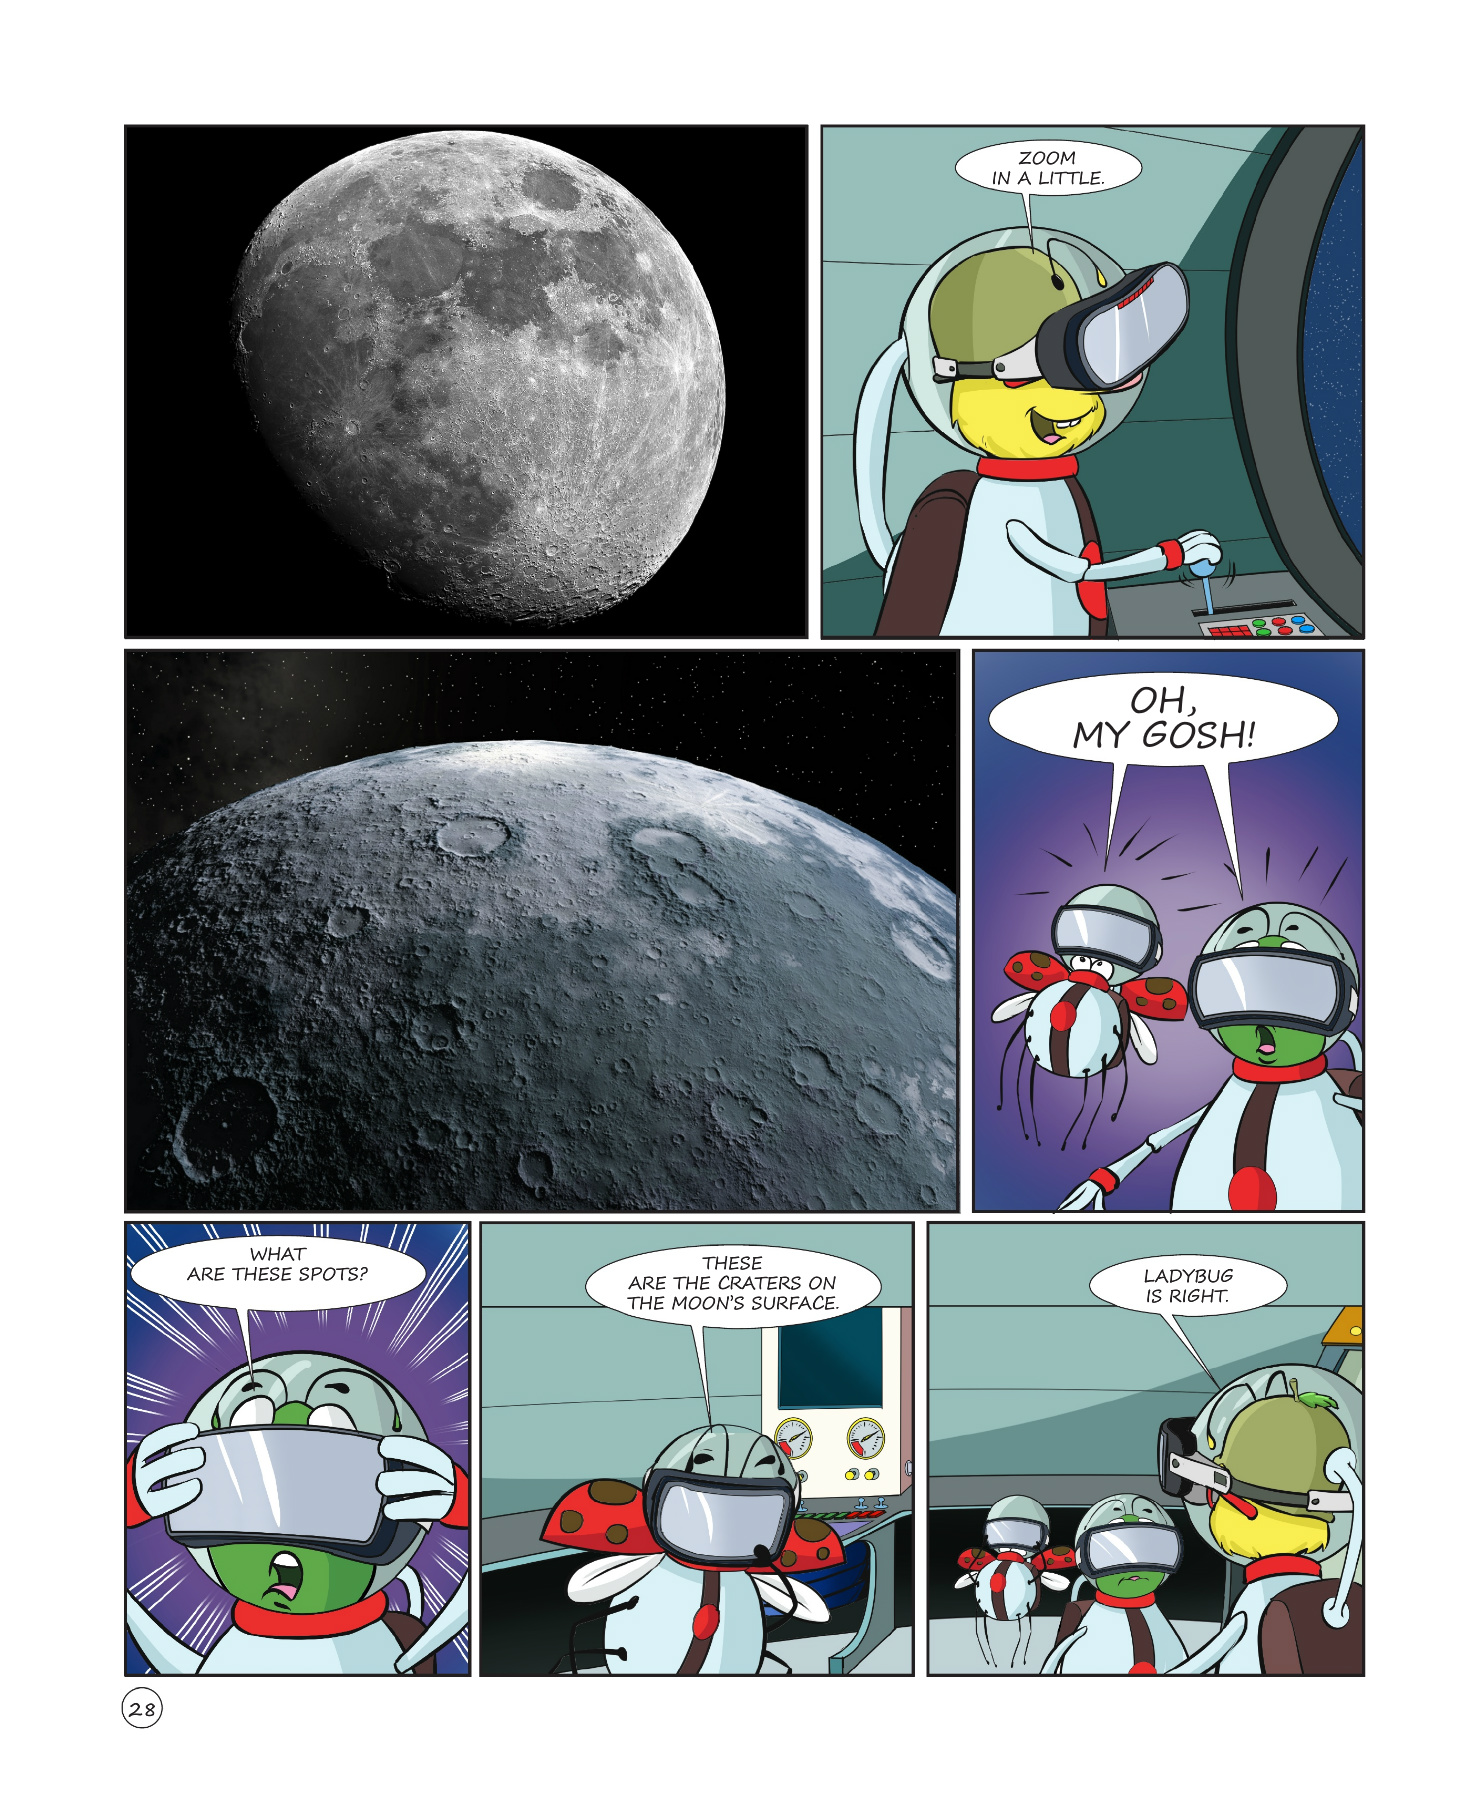 ZOOM
IN A LITTLE.
OH,
MY GOSH!
WHAT
ARE THESE SPOTS?
THESE
ARE THE CRATERS ON
THE MOON'S SURFACE.
LADYBUG
IS RIGHT.
28